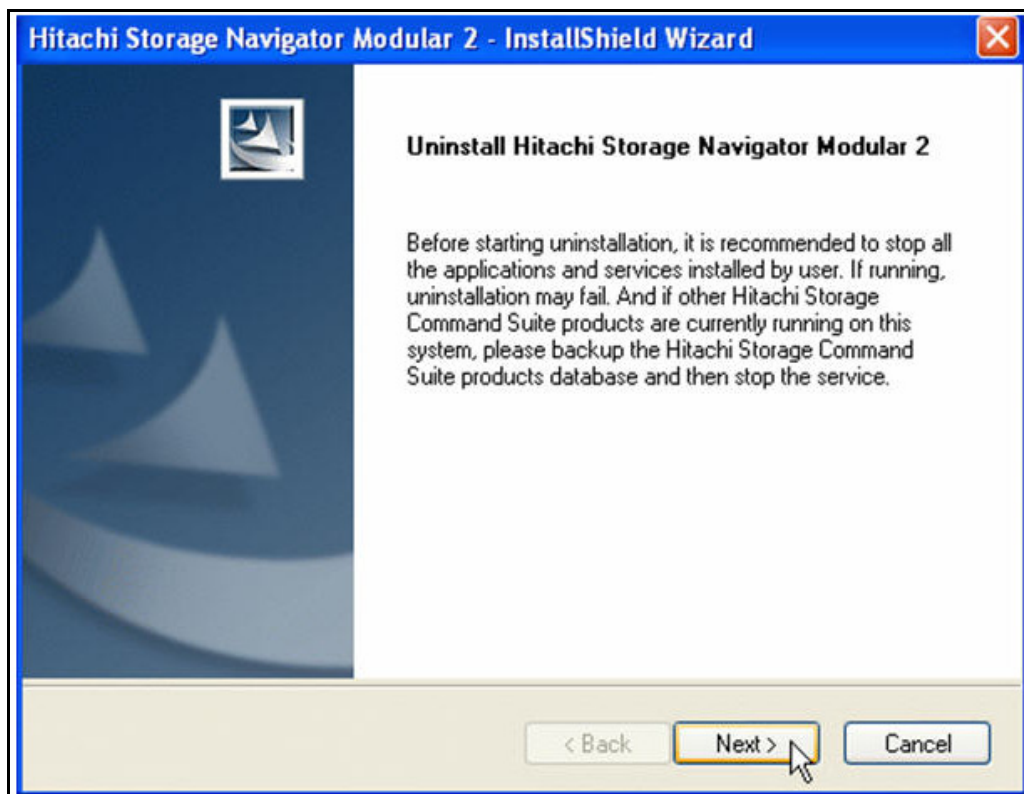 Hitachi Storage Navigator Modular 2 - InstallShield Wizard
Uninstall Hitachi Storage Navigator Modular 2
Before starting uninstallation, it is recommended to stop all
the applications and services installed by user. If running,
uninstallation may fail. And if other Hitachi Storage
Command Suite products are currently running on this
system, please backup the Hitachi Storage Command
Suite products database and then stop the service.
< Back
Next >
Cancel